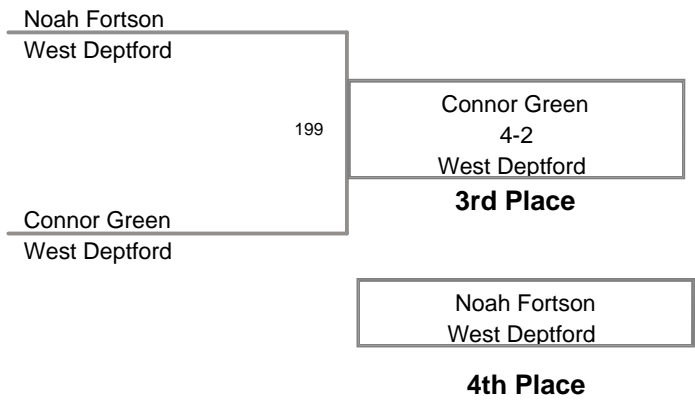 Noah Fortson
West Deptford
199
Connor Green
4-2
West Deptford
3rd Place
Connor Green
West Deptford
Noah Fortson
West Deptford
4th Place